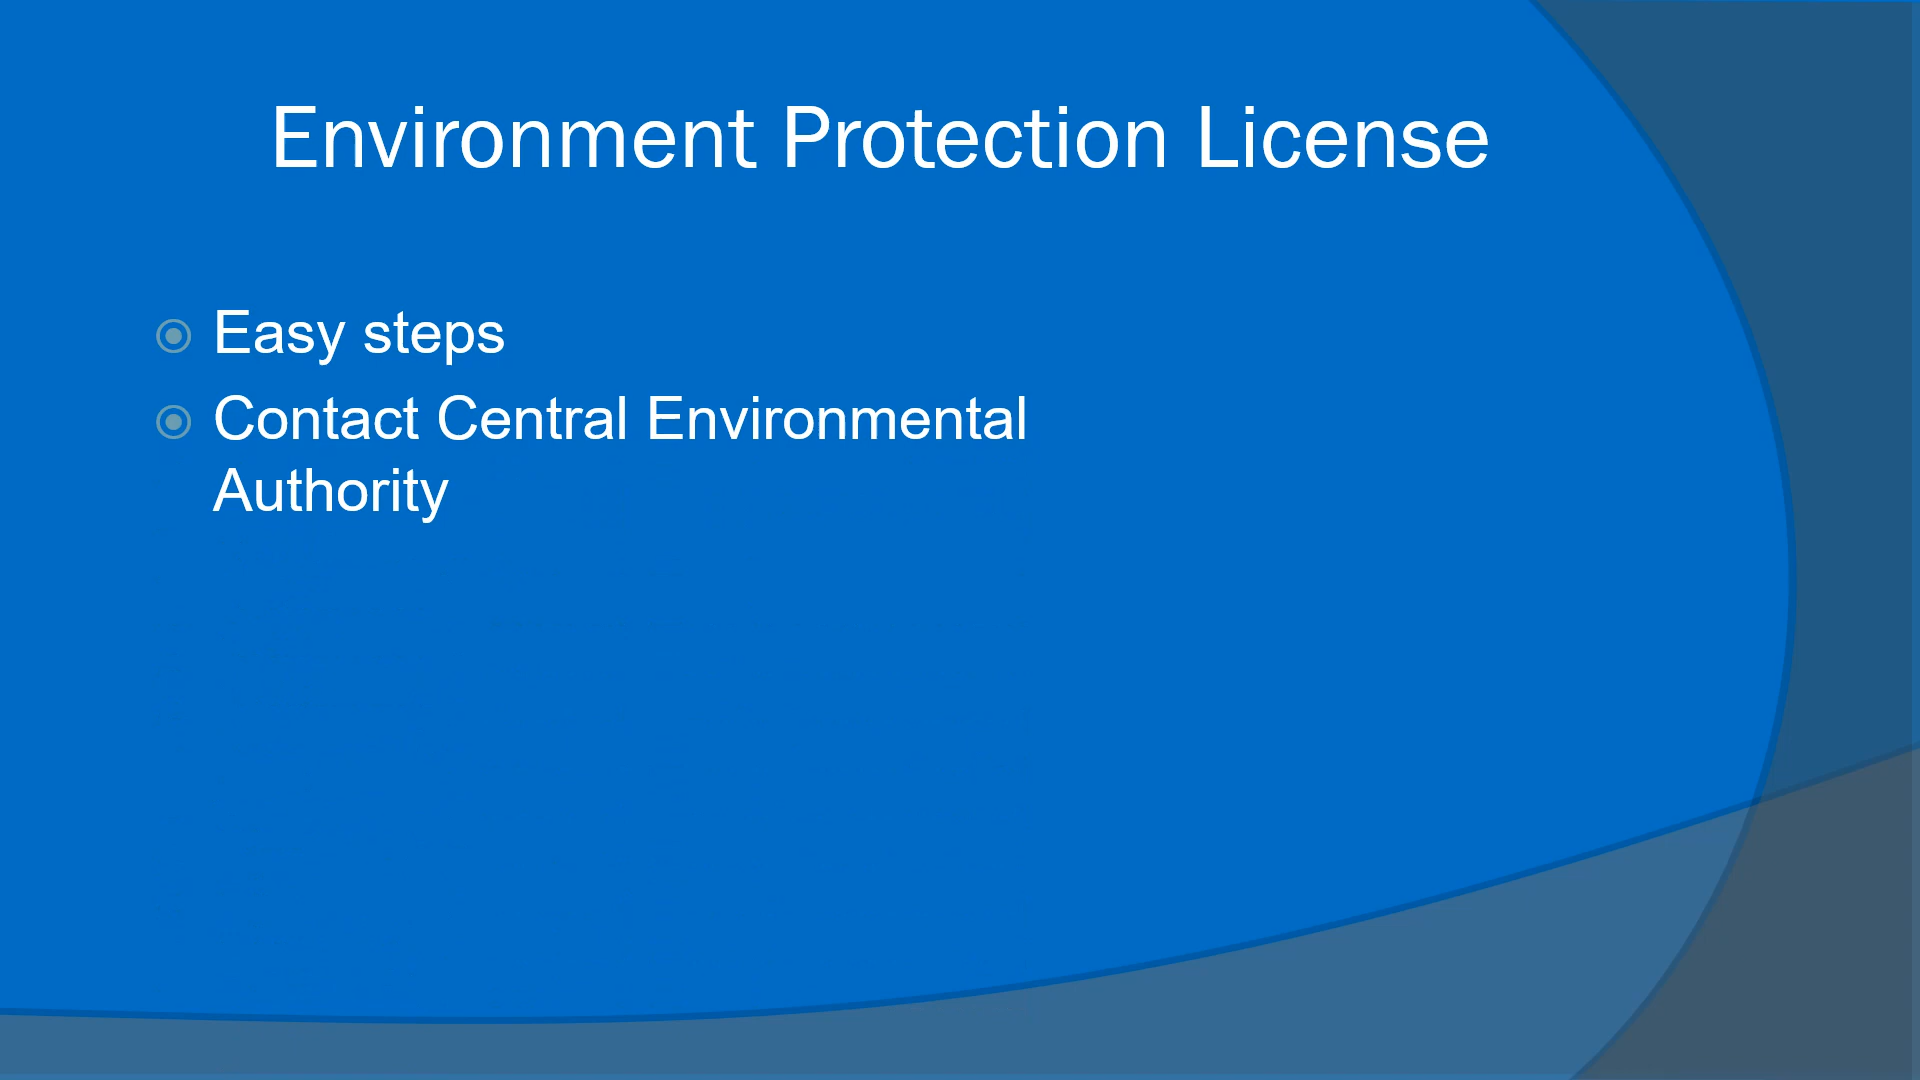 Environment Protection License
Easy steps
Contact Central Environmental
Authority